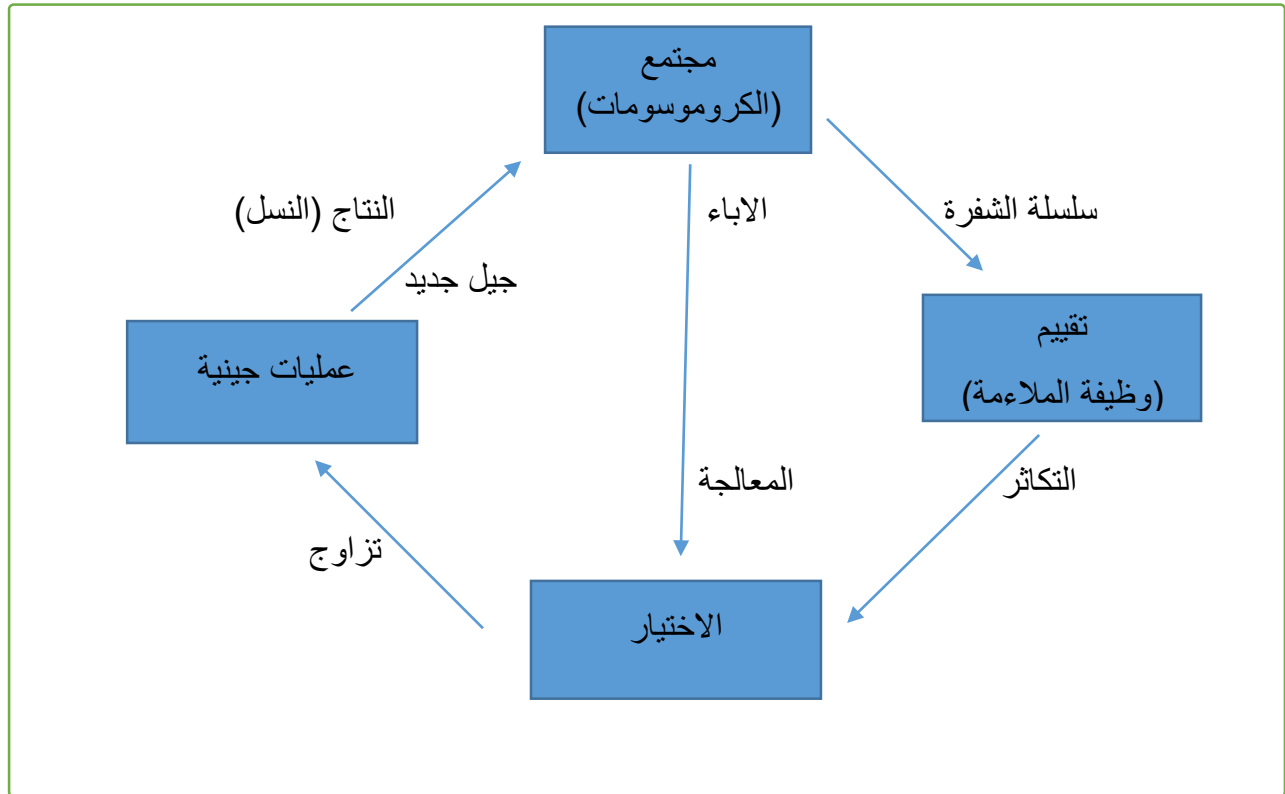 مجتمع
(الكروموسومات)
النتاج (النسل)
الاباء
سلسلة الشفرة
جيل جديد
عمليات جينية
تقييم
(وظيفة الملاءمة)
المعالجة
التكاثر
تزاوج
الاختيار